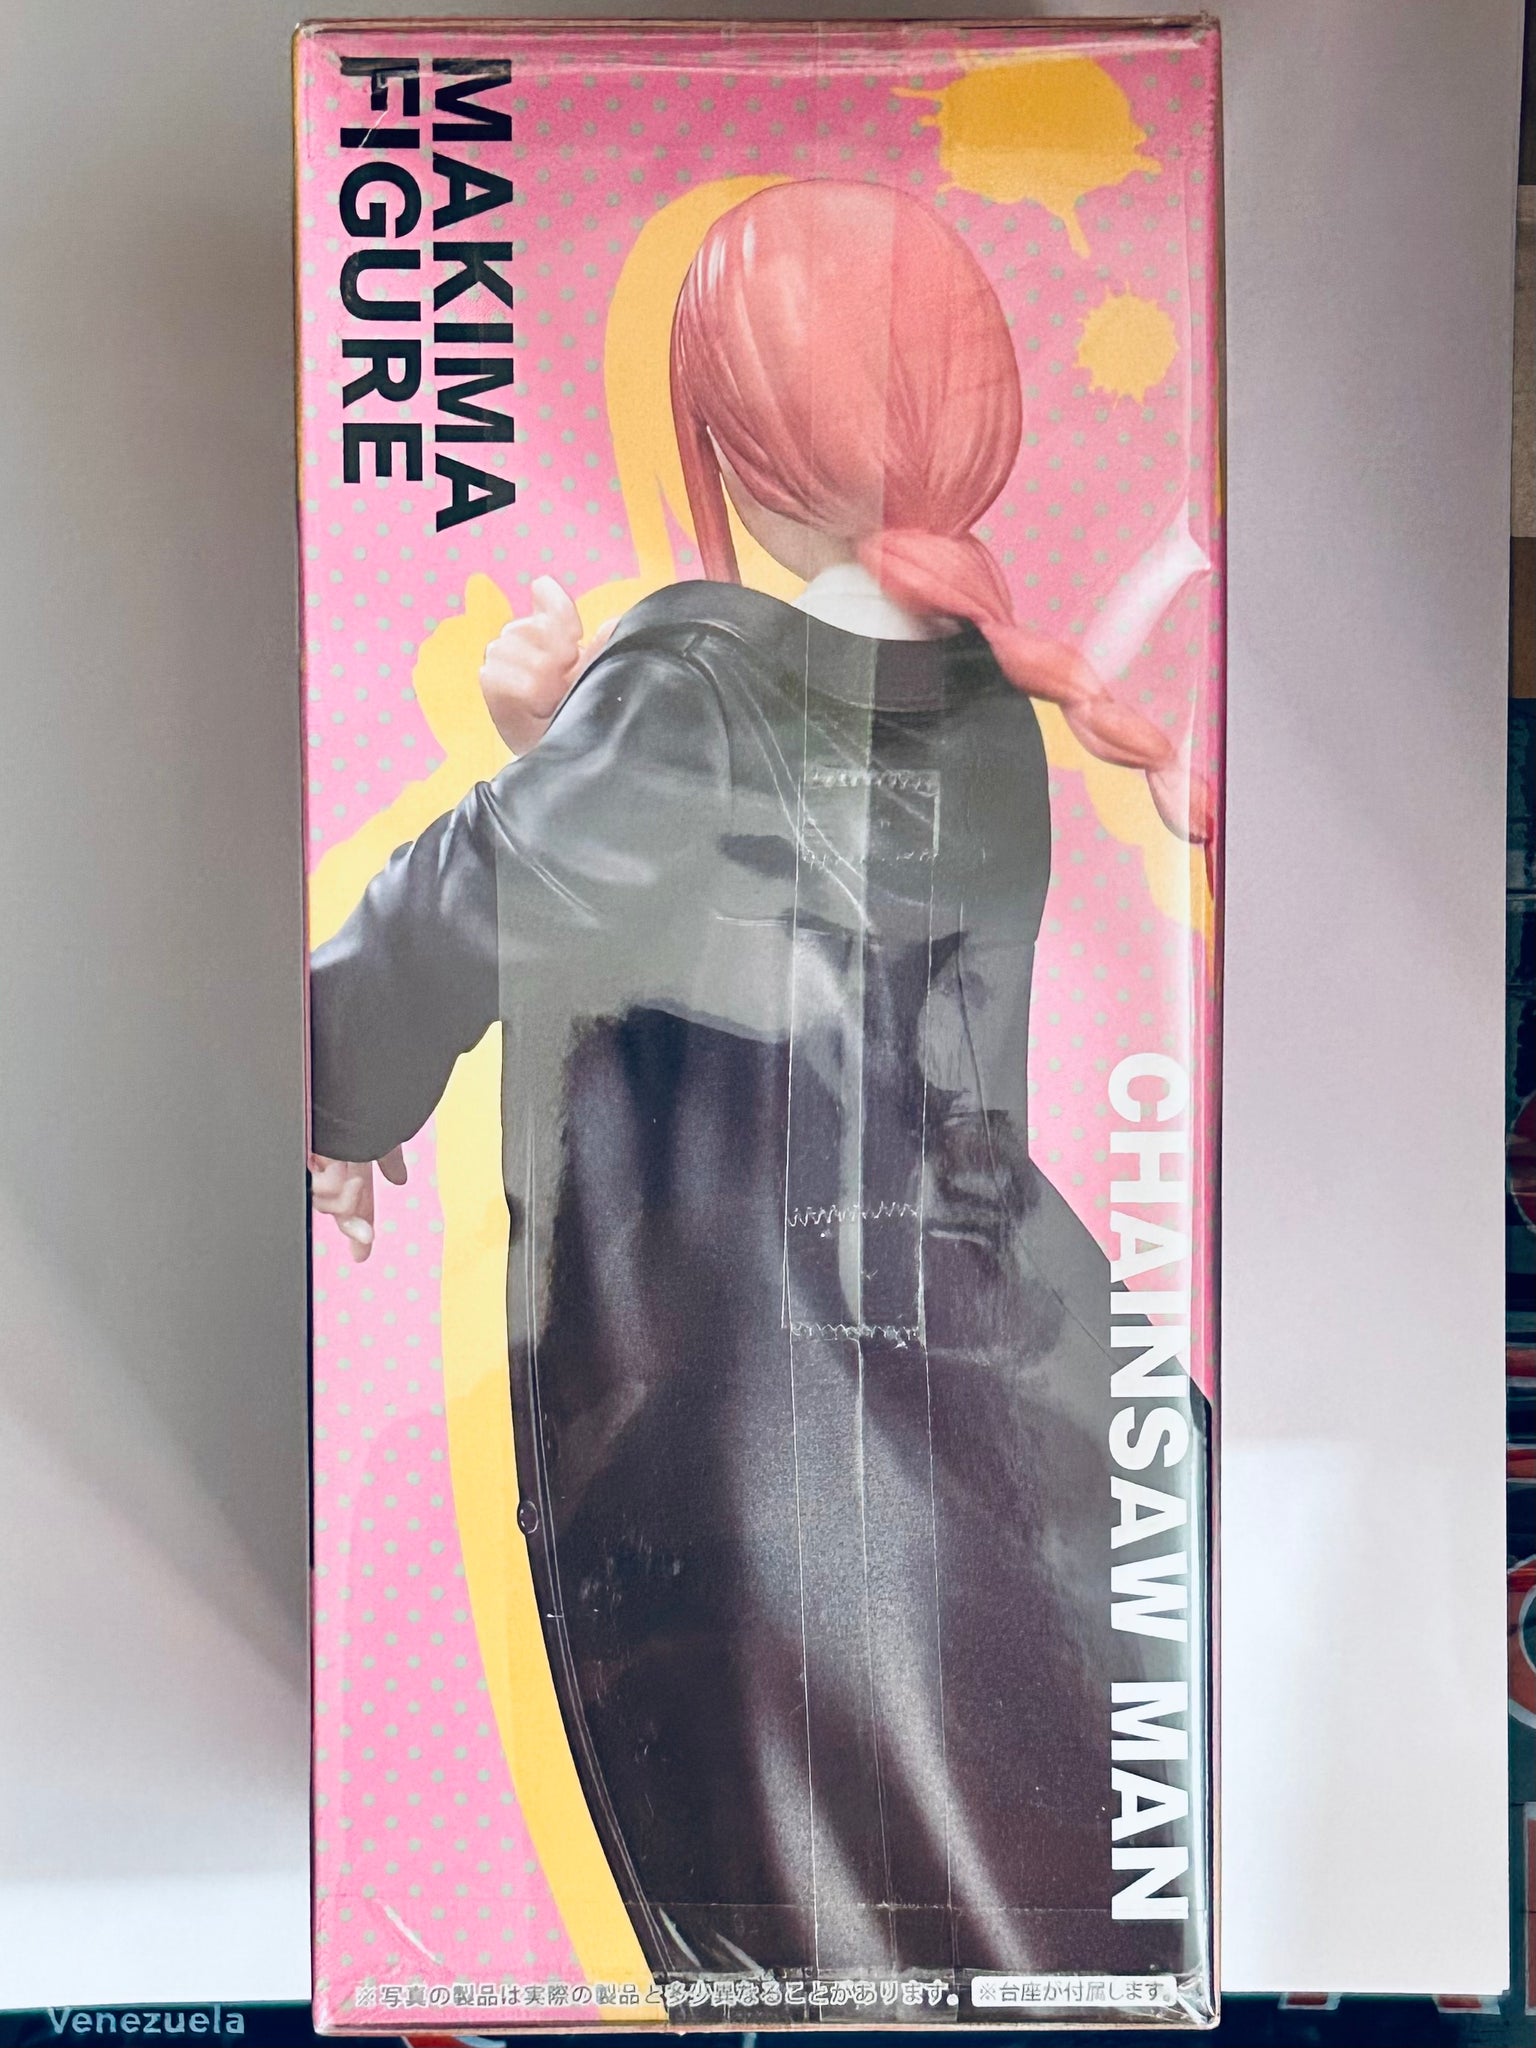 MAKIMA
FIGURE
CHAINSAW MAN
※写真の製品は実際の製品と多少異なることがあります。
※台座が付属します。
Venezuela